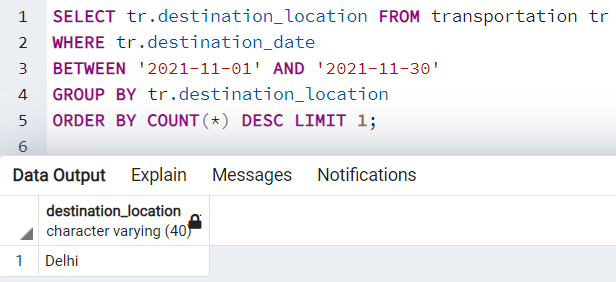 1 SELECT tr.destination_location FROM transportation tr
2 WHERE tr.destination_date
3 BETWEEN '2021-11-01' AND '2021-11-30'
4 GROUP BY tr.destination_location
5 ORDER BY COUNT(*) DESC LIMIT 1;
6
Data Output Explain Messages Notifications
destination_location
character varying (40)
1 Delhi